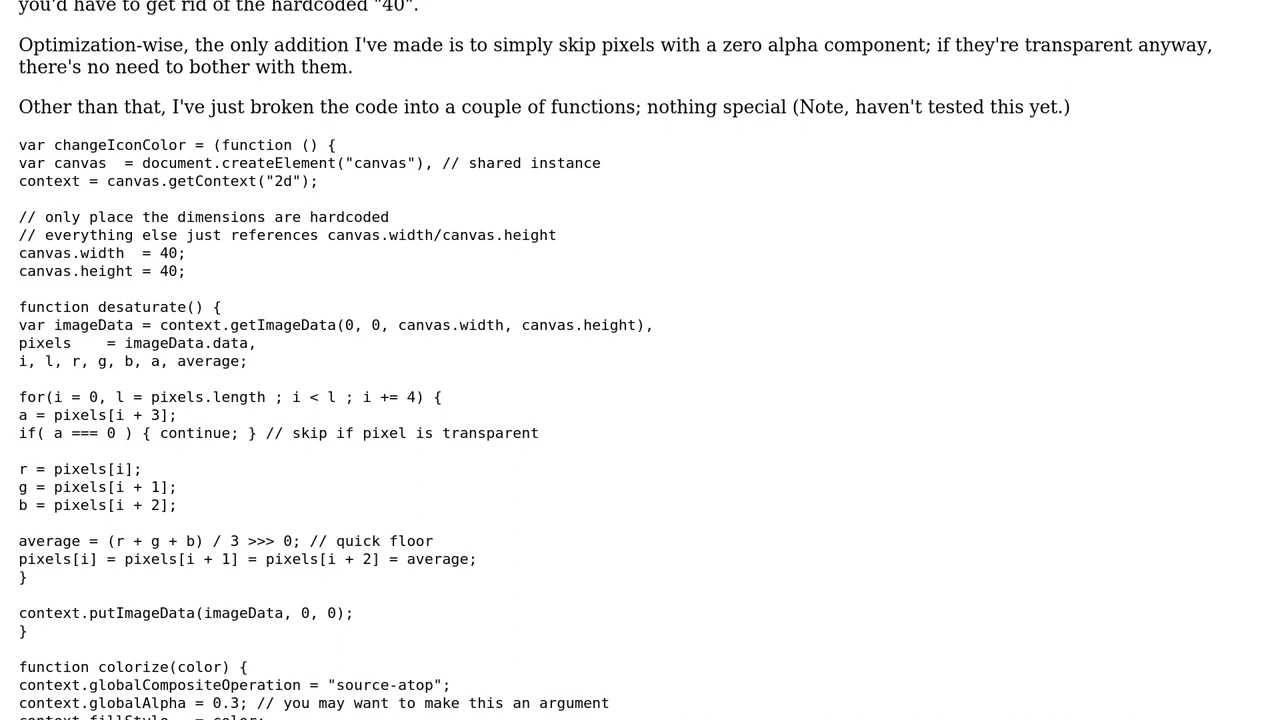 you'd have to get rid of the hardcoded "40".
Optimization-wise, the only addition I've made is to simply skip pixels with a zero alpha component; if they're transparent anyway,
there's no need to bother with them.
Other than that, I've just broken the code into a couple of functions; nothing special (Note, haven't tested this yet.)
var changeIconColor = (function () {
var canvas  = document.createElement("canvas"), // shared instance
context = canvas.getContext("2d");
// only place the dimensions are hardcoded
// everything else just references canvas.width/canvas.height
canvas.width  = 40;
canvas.height = 40;
function desaturate() {
var imageData = context.getImageData(0, 0, canvas.width, canvas.height),
pixels    = imageData.data,
i, l, r, g, b, a, average;
for(i = 0, l = pixels.length ; i < l ; i += 4) {
a = pixels[i + 3];
if( a === 0 ) { continue; } // skip if pixel is transparent
r = pixels[i];
g = pixels[i + 1];
b = pixels[i + 2];
average = (r + g + b) / 3 >>> 0; // quick floor
pixels[i] = pixels[i + 1] = pixels[i + 2] = average;
}
context.putImageData(imageData, 0, 0);
}
function colorize(color) {
context.globalCompositeOperation = "source-atop";
context.globalAlpha = 0.3; // you may want to make this an argument
context.fillStyle   = color;